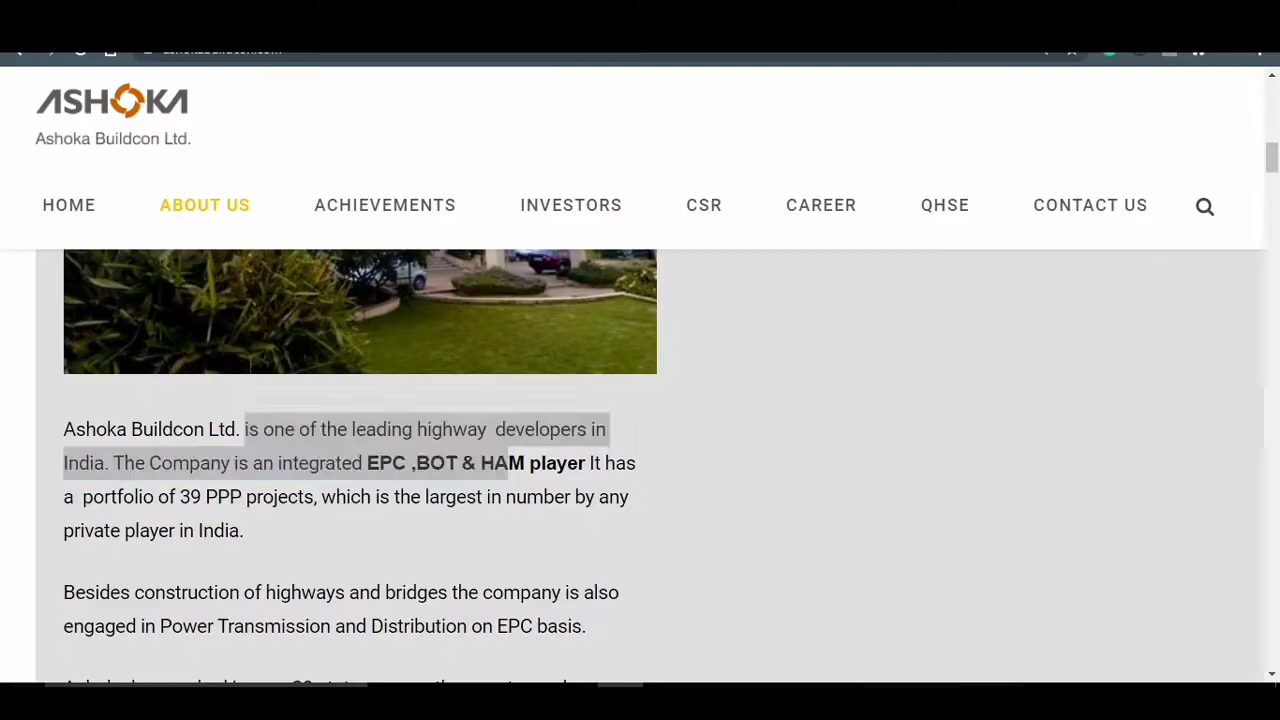 ASHOKA
Ashoka Buildcon Ltd.
HOME ABOUT US ACHIEVEMENTS INVESTORS CSR CAREER QHSE CONTACT US
Ashoka Buildcon Ltd. is one of the leading highway developers in
India. The Company is an integrated EPC ,BOT & HAM player It has
a portfolio of 39 PPP projects, which is the largest in number by any
private player in India.
Besides construction of highways and bridges the company is also
engaged in Power Transmission and Distribution on EPC basis.